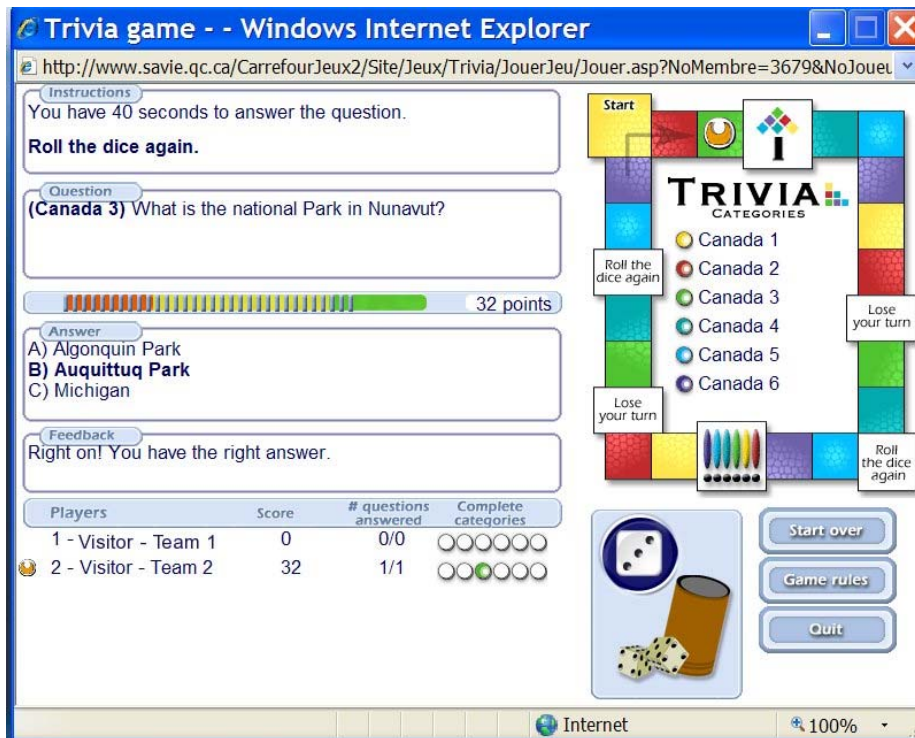 Trivia game - - Windows Internet Explorer
http://www.savie.qc.ca/CarrefourJeux2/Site/Jeux/Trivia/JouerJeu/Jouer.asp?NoMembre=3679&NoJoueu
Instructions
You have 40 seconds to answer the question.
Roll the dice again.
Question
(Canada 3) What is the national Park in Nunavut?
32 points
Answer
A) Algonquin Park
B) Auquittuq Park
C) Michigan
Feedback
Right on! You have the right answer.
Players Score # questions answered Complete categories
1 - Visitor - Team 1 0 0/0
2 - Visitor - Team 2 32 1/1
Start
TRIVIA
CATEGORIES
Canada 1
Canada 2
Canada 3
Canada 4
Canada 5
Canada 6
Roll the
dice again
Lose
your turn
Lose
your turn
Roll
the dice
again
Start over
Game rules
Quit
Internet
100%